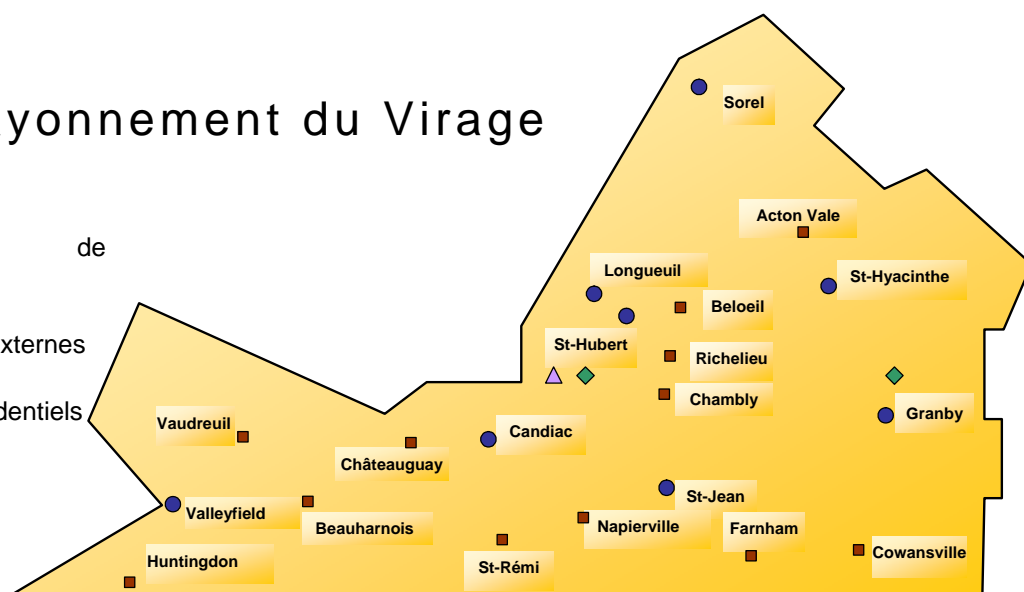 yonnement du Virage
de
xternes
dentiels
Sorel
Acton Vale
Longueuil
St-Hyacinthe
Beloeil
St-Hubert
Richelieu
Chambly
Granby
Vaudreuil
Candiac
Châteauguay
St-Jean
Valleyfield
Beauharnois
Napierville
Farnham
Cowansville
Huntingdon
St-Rémi